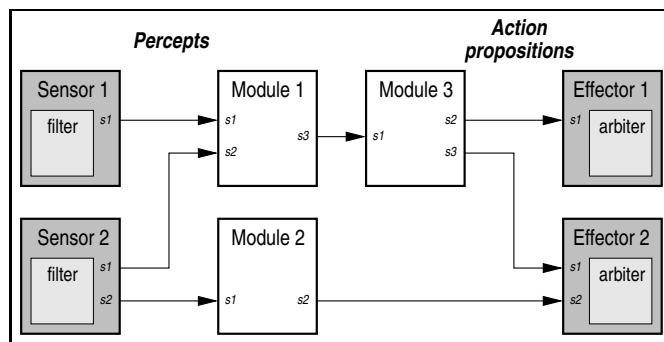 Percepts
Action
propositions
Sensor 1
filter
s1
Module 1
s1
s2
s3
Module 3
s1
s2
s3
Effector 1
s1
arbiter
Sensor 2
filter
s1
s2
Module 2
s1
s2
Effector 2
s1
s2
arbiter